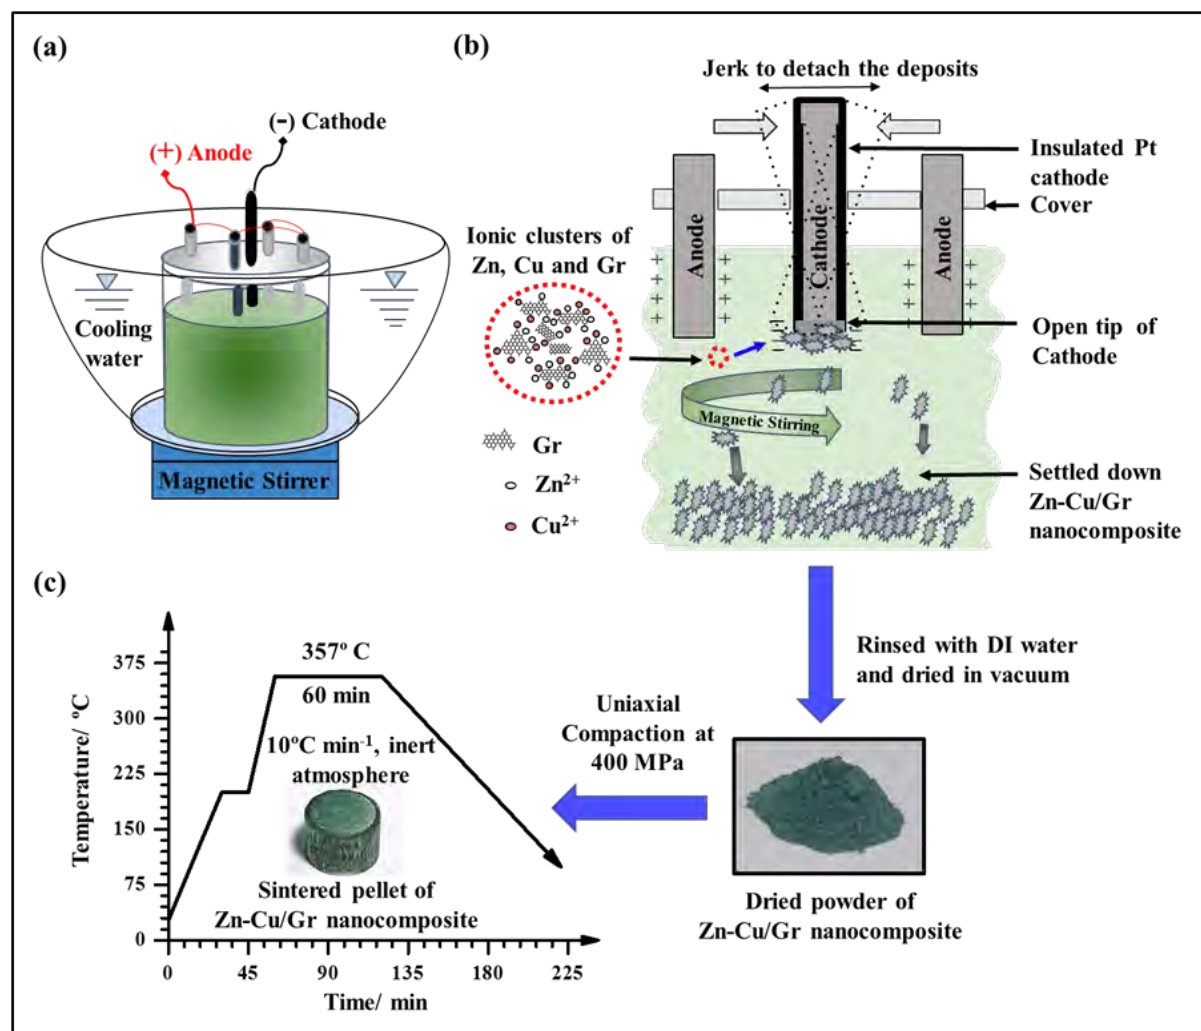 (a)
(-) Cathode
(+) Anode
Cooling
water
Magnetic Stirrer
(b)
Jerk to detach the deposits
Insulated Pt
cathode
Cover
Anode
Cathode
Anode
Ionic clusters of
Zn, Cu and Gr
Open tip of
Cathode
Magnetic Stirring
Gr
Zn²⁺
Cu²⁺
Settled down
Zn-Cu/Gr
nanocomposite
Rinsed with DI water
and dried in vacuum
Dried powder of
Zn-Cu/Gr nanocomposite
Uniaxial
Compaction at
400 MPa
(c)
Temperature/ ºC
375
300
225
150
75
0
357º C
60 min
10ºC min⁻¹, inert
atmosphere
Sintered pellet of
Zn-Cu/Gr nanocomposite
0 45 90 135 180 225
Time/ min